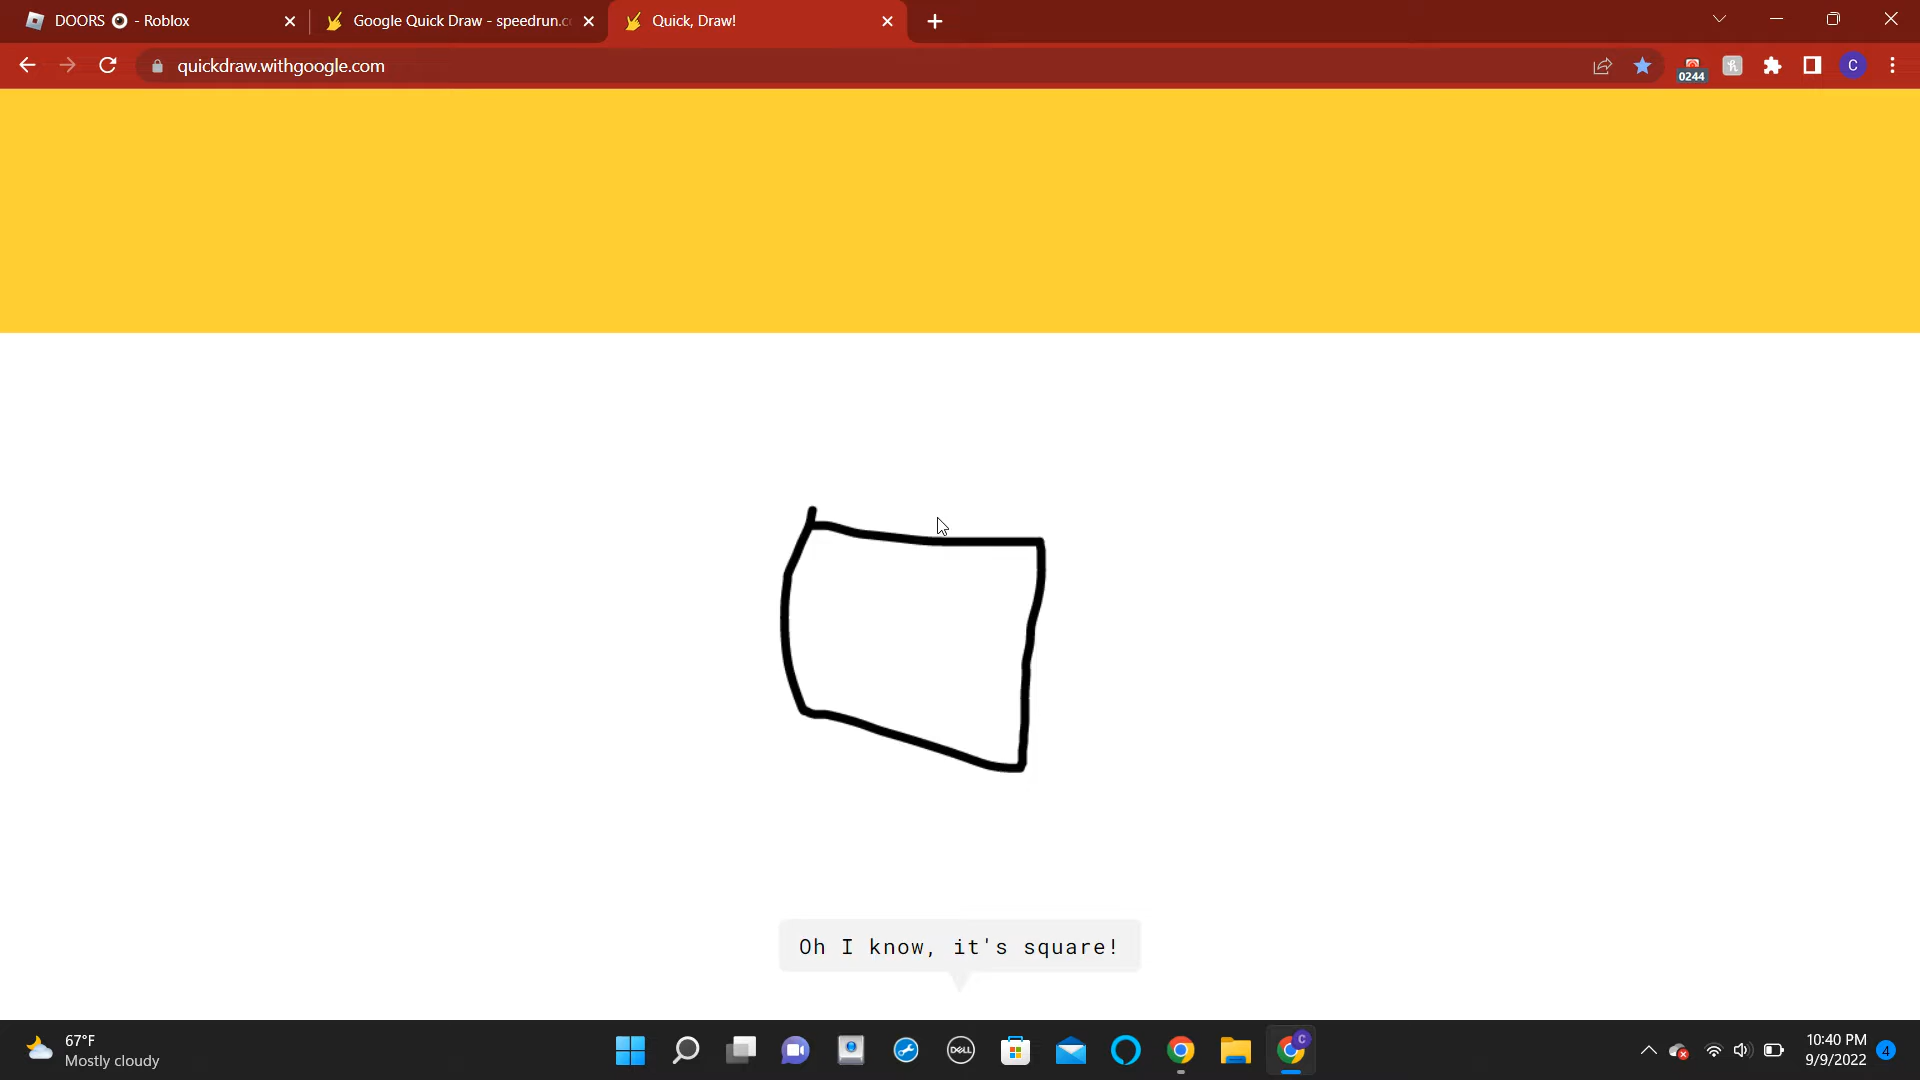 DOORS - Roblox
Google Quick Draw - speedrun.c
Quick, Draw!
quickdraw.withgoogle.com
0244
C
Oh I know, it's square!
67°F
Mostly cloudy
DELL
C
10:40 PM
9/9/2022
4